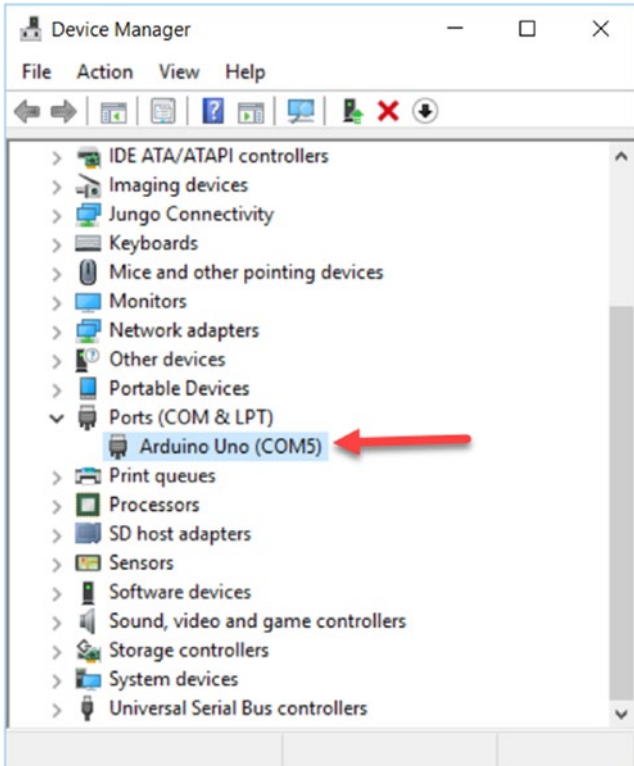 Device Manager
File Action View Help
IDE ATA/ATAPI controllers
Imaging devices
Jungo Connectivity
Keyboards
Mice and other pointing devices
Monitors
Network adapters
Other devices
Portable Devices
Ports (COM & LPT)
Arduino Uno (COM5)
Print queues
Processors
SD host adapters
Sensors
Software devices
Sound, video and game controllers
Storage controllers
System devices
Universal Serial Bus controllers